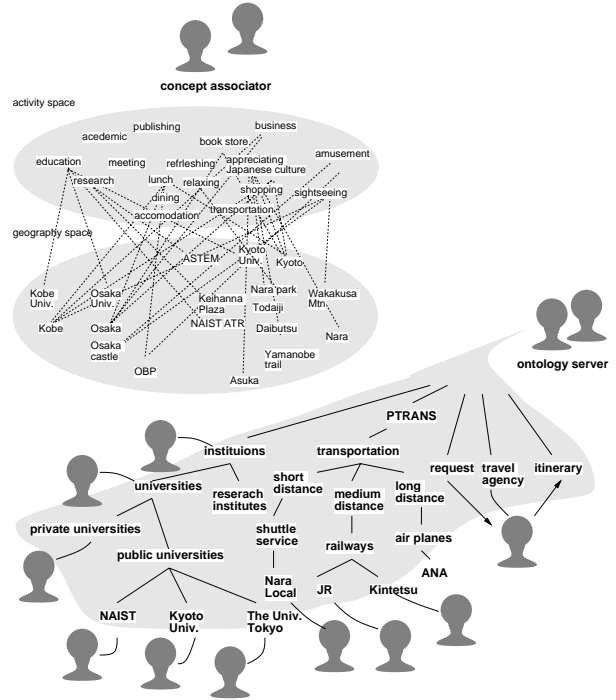 concept associator
activity space
publishing
business
acedemic
book store
education
meeting
refrleshing
appreciating
Japanese culture
amusement
research
lunch
relaxing
shopping
sightseeing
dining
accomodation
transportation
geography space
ASTEM
Kyoto
Univ.
Kyoto
Kobe
Univ.
Osaka
Univ.
Keihanna
Plaza
Nara park
Wakakusa
Mtn.
Todaiji
Kobe
Osaka
NAIST ATR
Daibutsu
Nara
Osaka
castle
Yamanobe
trail
OBP
Asuka
ontology server
PTRANS
instituions
transportation
request
travel
agency
itinerary
universities
reserach
institutes
short
distance
medium
distance
long
distance
private universities
public universities
shuttle
service
railways
air planes
ANA
Nara
Local
JR
Kintetsu
NAIST
Kyoto
Univ.
The Univ.
Tokyo